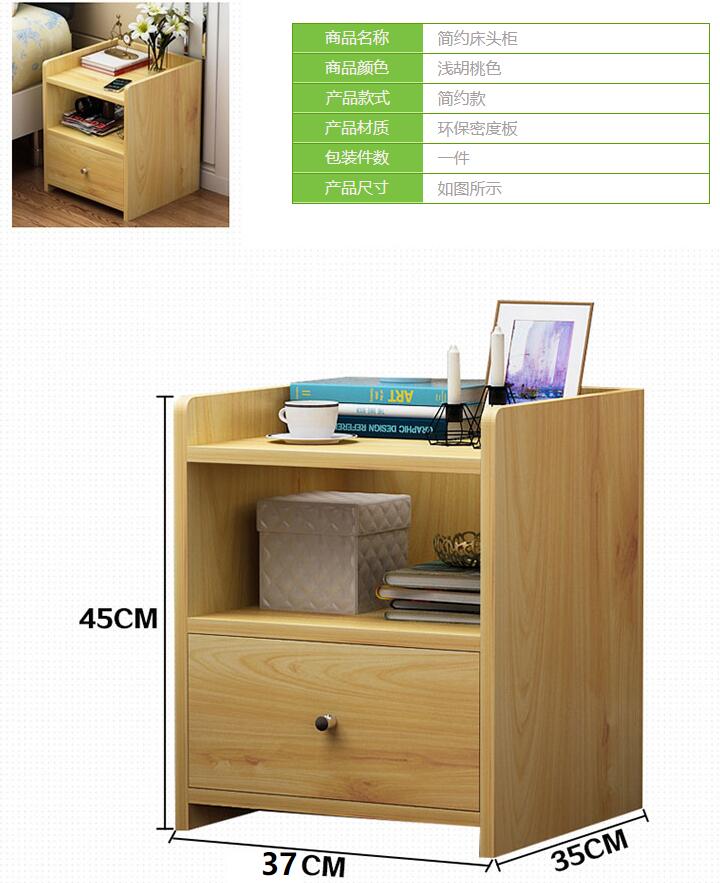 商品名称 简约床头柜
商品颜色 浅胡桃色
产品款式 简约款
产品材质 环保密度板
包装件数 一件
产品尺寸 如图所示
ART
THE WHITE
GRAPHIC DESIGN REFERE
45CM
37CM
35CM